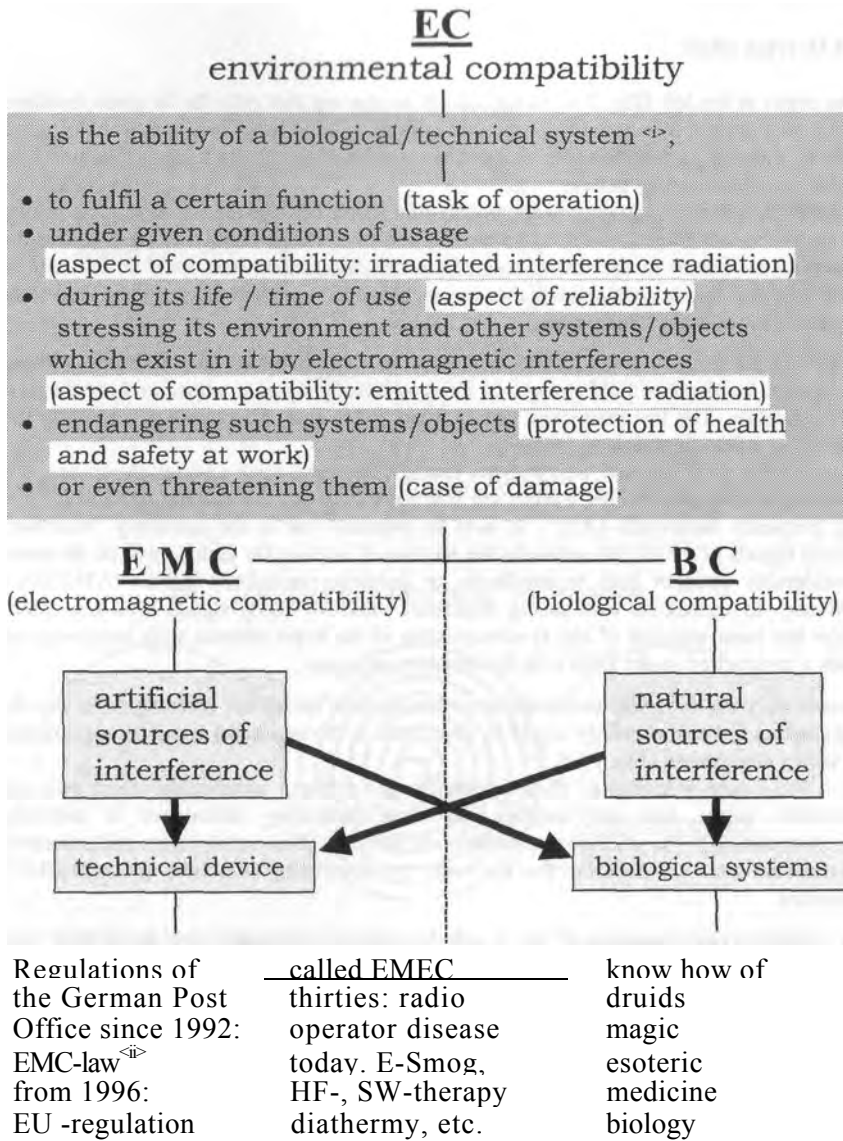 EC
environmental compatibility
is the ability of a biological/technical system <i>,
• to fulfil a certain function (task of operation)
• under given conditions of usage
(aspect of compatibility: irradiated interference radiation)
• during its life / time of use (aspect of reliability)
stressing its environment and other systems/objects
which exist in it by electromagnetic interferences
(aspect of compatibility: emitted interference radiation)
• endangering such systems/objects (protection of health
and safety at work)
• or even threatening them (case of damage).
E M C
B C
(electromagnetic compatibility)
(biological compatibility)
artificial
sources of
interference
natural
sources of
interference
technical device
biological systems
Regulations of
the German Post
Office since 1992:
EMC-law<ii>
from 1996:
EU -regulation
called EMEC
thirties: radio
operator disease
today. E-Smog,
HF-, SW-therapy
diathermy, etc.
know how of
druids
magic
esoteric
medicine
biology